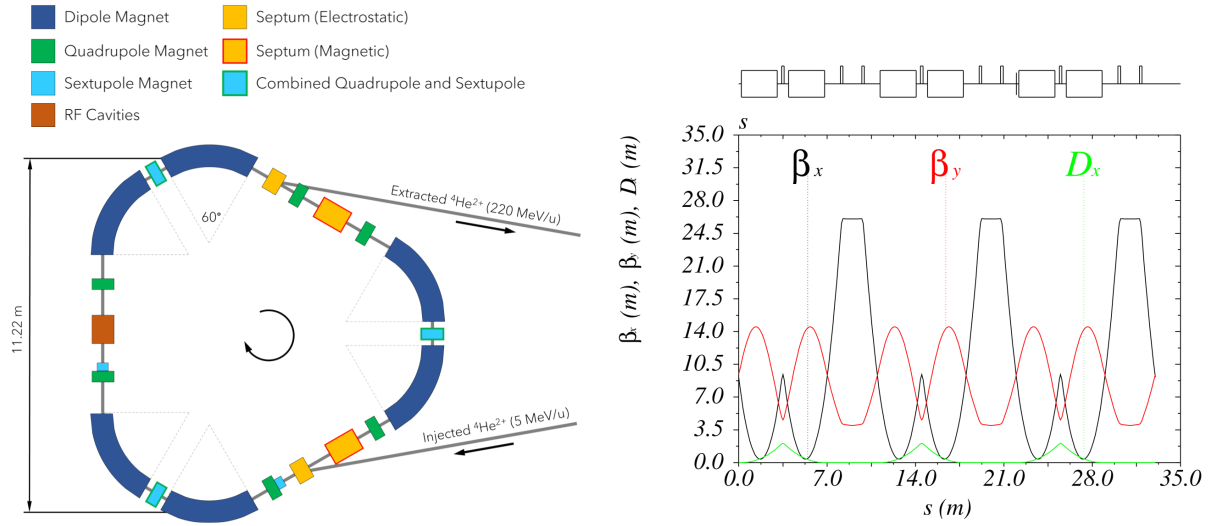 Dipole Magnet
Quadrupole Magnet
Sextupole Magnet
RF Cavities
Septum (Electrostatic)
Septum (Magnetic)
Combined Quadrupole and Sextupole
60°
11.22 m
Extracted ⁴He²⁺ (220 MeV/u)
Injected ⁴He²⁺ (5 MeV/u)
s
βx
βy
Dx
βx (m), βy (m), Dx (m)
35.0
31.5
28.0
24.5
21.0
17.5
14.0
10.5
7.0
3.5
0.0
0.0 7.0 14.0 21.0 28.0 35.0
s (m)